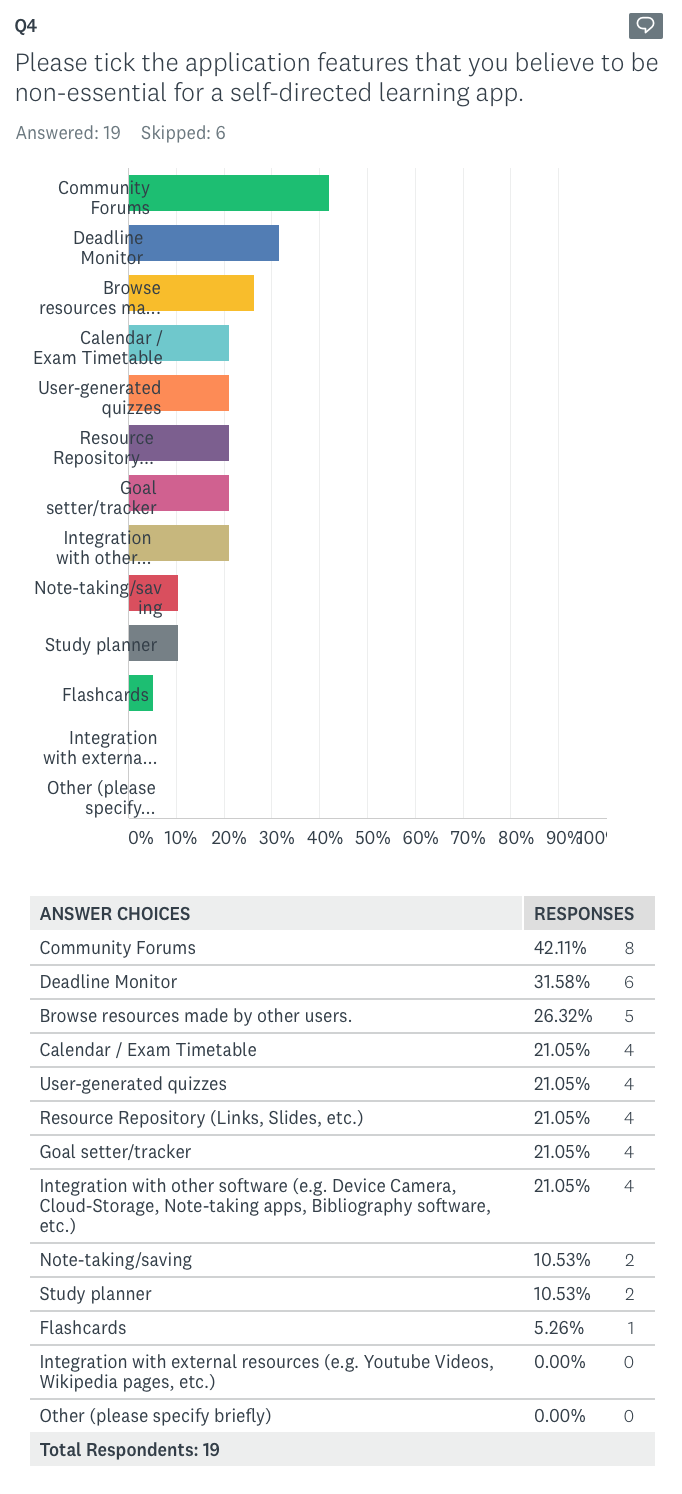 Q4
Please tick the application features that you believe to be
non-essential for a self-directed learning app.
Answered: 19 Skipped: 6
Community
Forums
Deadline
Monitor
Browse
resources ma...
Calendar /
Exam Timetable
User-generated
quizzes
Resource
Repository...
Goal
setter/tracker
Integration
with other...
Note-taking/sav
ing
Study planner
Flashcards
Integration
with externa...
Other (please
specify...
0% 10% 20% 30% 40% 50% 60% 70% 80% 90% 100
ANSWER CHOICES RESPONSES
Community Forums 42.11% 8
Deadline Monitor 31.58% 6
Browse resources made by other users. 26.32% 5
Calendar / Exam Timetable 21.05% 4
User-generated quizzes 21.05% 4
Resource Repository (Links, Slides, etc.) 21.05% 4
Goal setter/tracker 21.05% 4
Integration with other software (e.g. Device Camera, 21.05% 4
Cloud-Storage, Note-taking apps, Bibliography software,
etc.)
Note-taking/saving 10.53% 2
Study planner 10.53% 2
Flashcards 5.26% 1
Integration with external resources (e.g. Youtube Videos, 0.00% 0
Wikipedia pages, etc.)
Other (please specify briefly) 0.00% 0
Total Respondents: 19